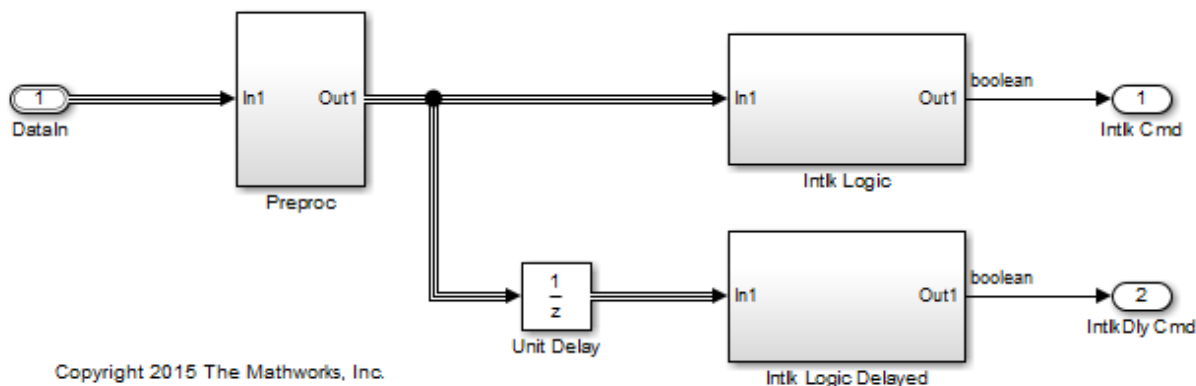 1
DataIn
In1
Out1
Preproc
In1
Out1
Intlk Logic
boolean
1
Intlk Cmd
1
z
Unit Delay
In1
Out1
Intlk Logic Delayed
boolean
2
IntlkDly Cmd
Copyright 2015 The Mathworks, Inc.